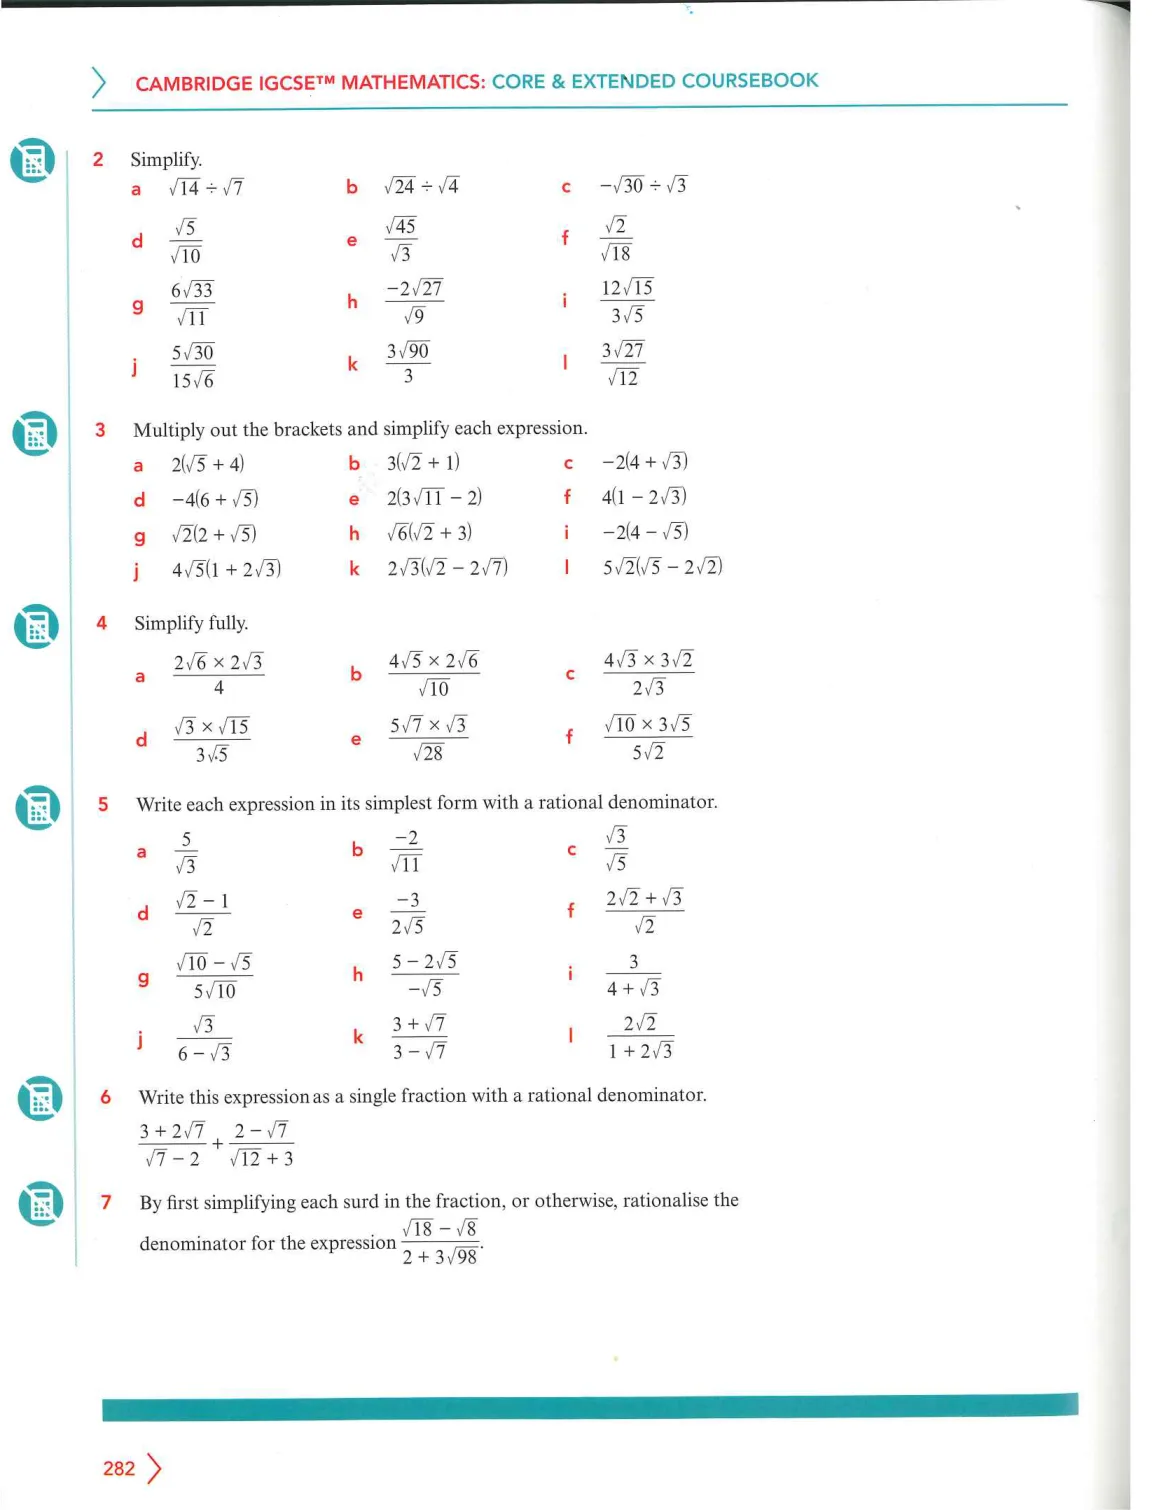 CAMBRIDGE IGCSE™ MATHEMATICS: CORE & EXTENDED COURSEBOOK
2 Simplify.
a √14 ÷ √7 b √24 ÷ √4 c −√30 ÷ √3
d √5/√10 e √45/√3 f √2/√18
g 6√33/√11 h −2√27/√9 i 12√15/3√5
j 5√30/15√6 k 3√90/3 l 3√27/√12
3 Multiply out the brackets and simplify each expression.
a 2(√5 + 4) b 3(√2 + 1) c −2(4 + √3)
d −4(6 + √5) e 2(3√11 − 2) f 4(1 − 2√3)
g √2(2 + √5) h √6(√2 + 3) i −2(4 − √5)
j 4√5(1 + 2√3) k 2√3(√2 − 2√7) l 5√2(√5 − 2√2)
4 Simplify fully.
a (2√6 × 2√3)/4 b (4√5 × 2√6)/√10 c (4√3 × 3√2)/2√3
d (√3 × √15)/3√5 e (5√7 × √3)/√28 f (√10 × 3√5)/5√2
5 Write each expression in its simplest form with a rational denominator.
a 5/√3 b −2/√11 c √3/√5
d (√2 − 1)/√2 e −3/2√5 f (2√2 + √3)/√2
g (√10 − √5)/5√10 h (5 − 2√5)/−√5 i 3/(4 + √3)
j √3/(6 − √3) k (3 + √7)/(3 − √7) l 2√2/(1 + 2√3)
6 Write this expression as a single fraction with a rational denominator.
(3 + 2√7)/(√7 − 2) + (2 − √7)/(√12 + 3)
7 By first simplifying each surd in the fraction, or otherwise, rationalise the
denominator for the expression (√18 − √8)/(2 + 3√98).
282